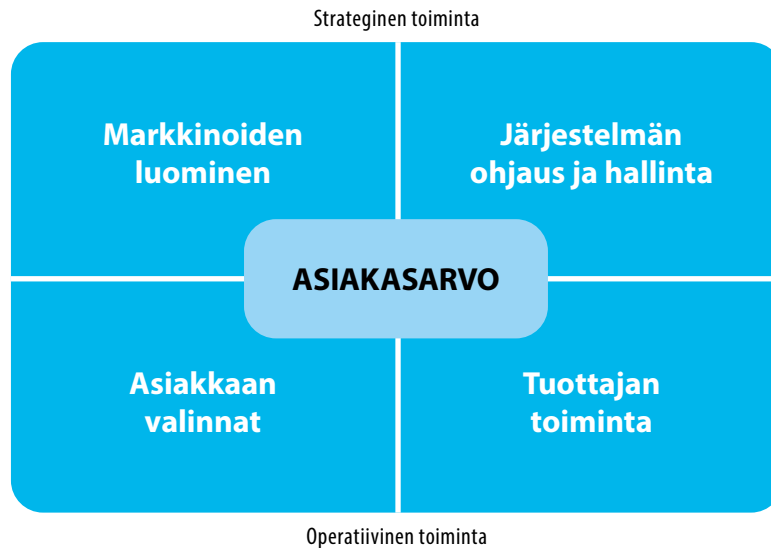 Strateginen toiminta
Markkinoiden
luominen
Järjestelmän
ohjaus ja hallinta
ASIAKASARVO
Asiakkaan
valinnat
Tuottajan
toiminta
Operatiivinen toiminta